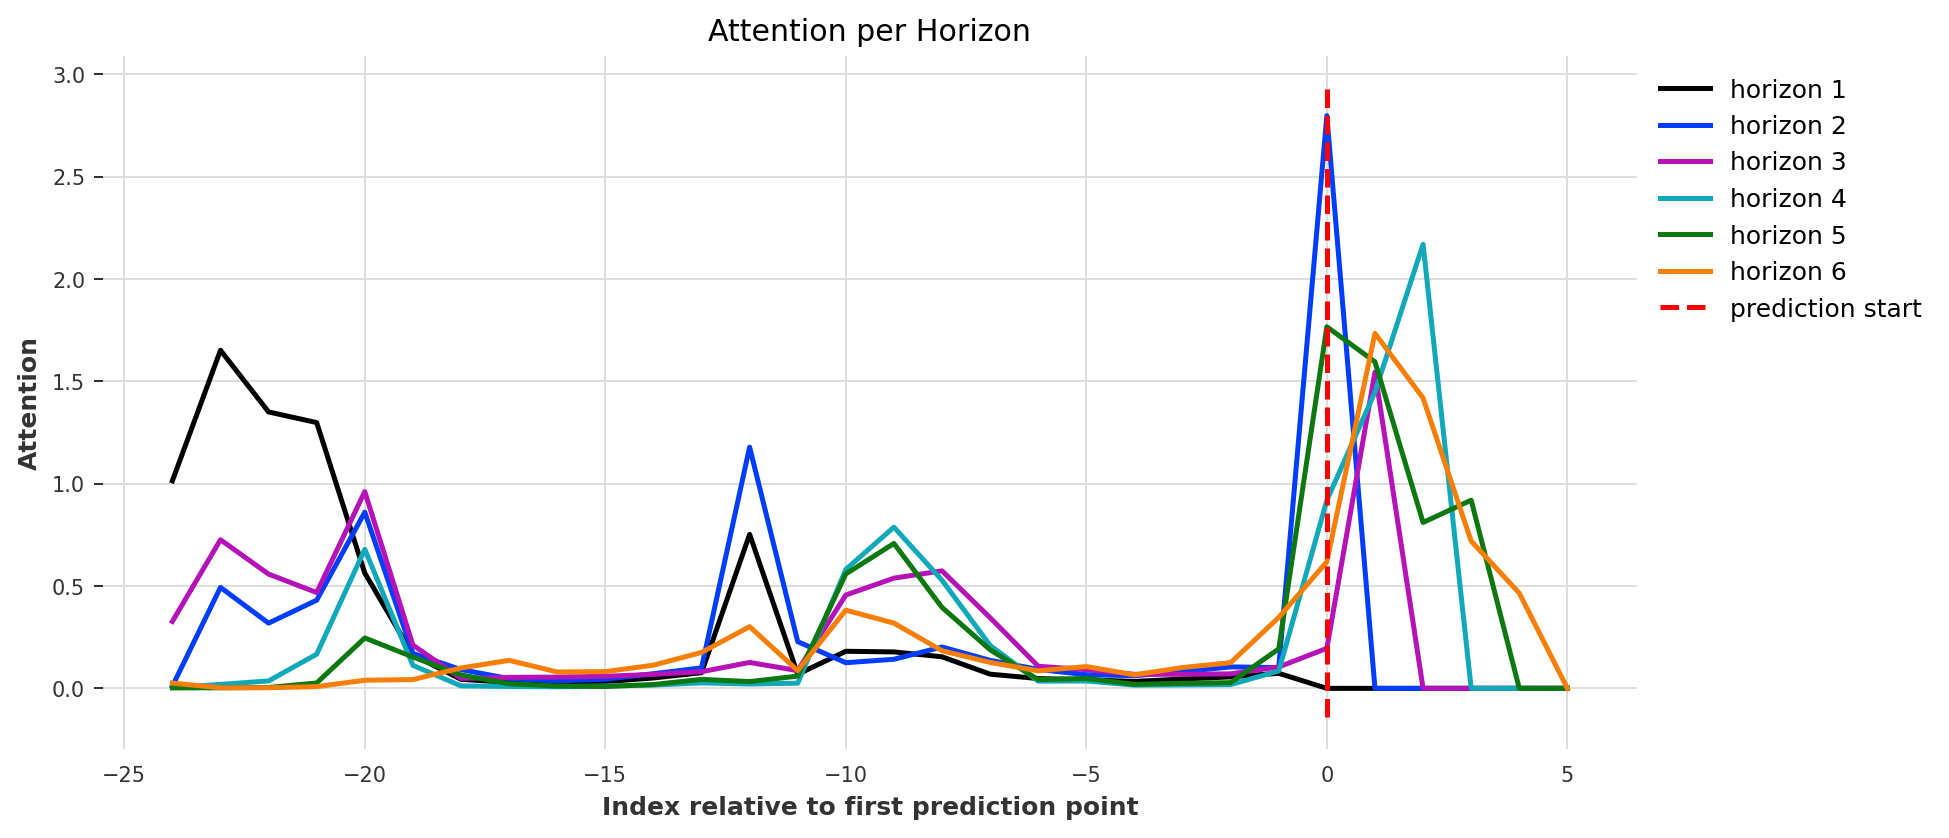 Attention per Horizon
3.0
2.5
2.0
1.5
1.0
0.5
0.0
Attention
−25
−20
−15
−10
−5
0
5
Index relative to first prediction point
horizon 1
horizon 2
horizon 3
horizon 4
horizon 5
horizon 6
prediction start